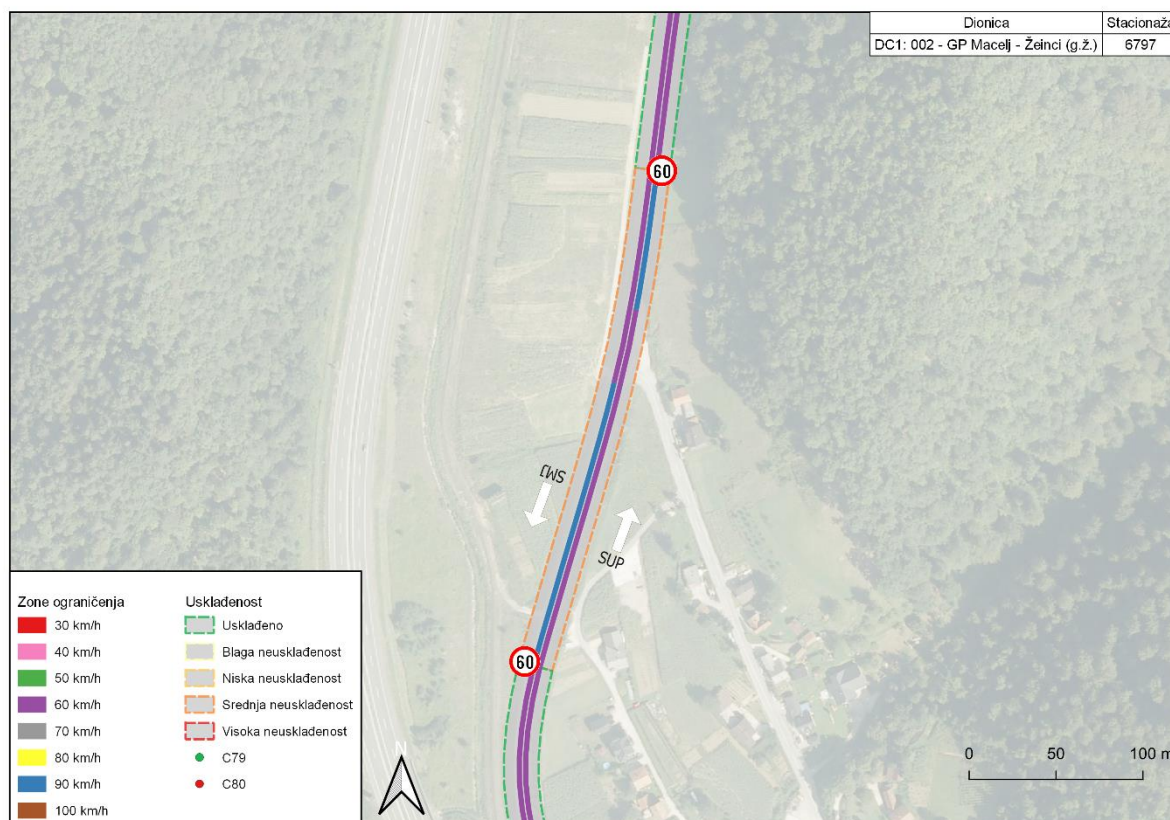 Dionica Stacionaža
DC1: 002 - GP Macelj - Žeinci (g.ž.) 6797
60
SMJ
SUP
60
Zone ograničenja
30 km/h
40 km/h
50 km/h
60 km/h
70 km/h
80 km/h
90 km/h
100 km/h
Usklađenost
Usklađeno
Blaga neusklađenost
Niska neusklađenost
Srednja neusklađenost
Visoka neusklađenost
C79
C80
N
0 50 100 m